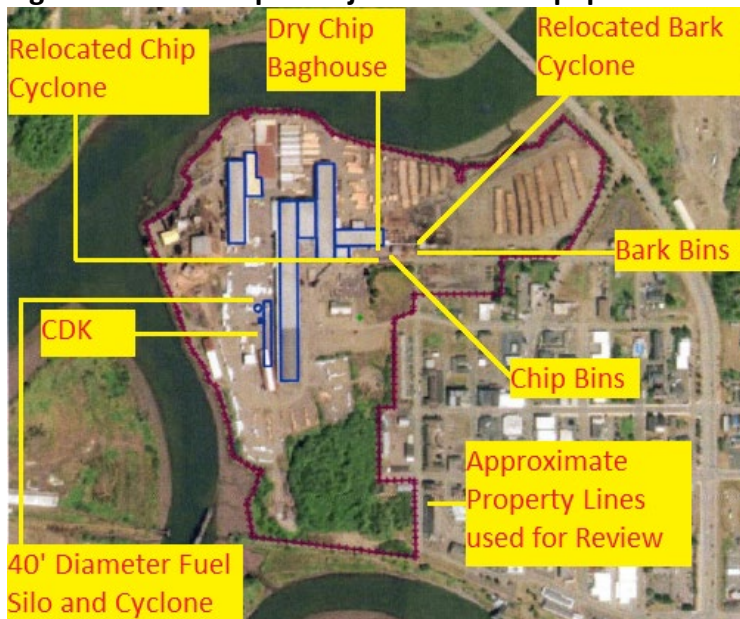 Relocated Chip
Cyclone
Dry Chip
Baghouse
Relocated Bark
Cyclone
Bark Bins
CDK
Chip Bins
Approximate
Property Lines
used for Review
40' Diameter Fuel
Silo and Cyclone